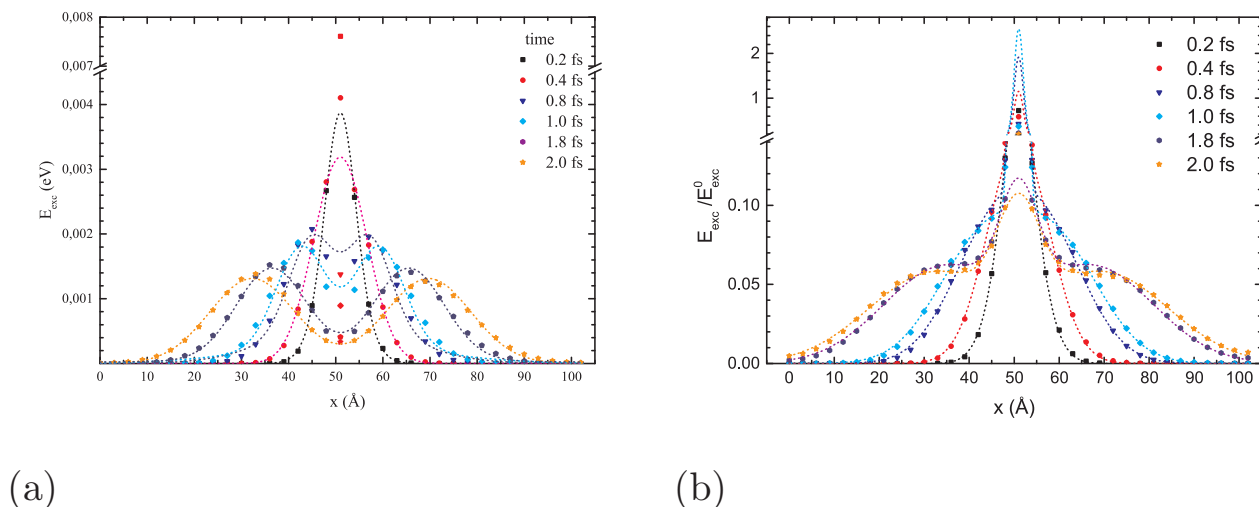 0,008
0,007
0,004
0,003
0,002
0,001
E_exc (eV)
0 10 20 30 40 50 60 70 80 90 100
x (Å)
time
0.2 fs
0.4 fs
0.8 fs
1.0 fs
1.8 fs
2.0 fs
(a)
2
1
0.10
0.05
0.00
E_exc /E⁰_exc
0 10 20 30 40 50 60 70 80 90 100
x (Å)
0.2 fs
0.4 fs
0.8 fs
1.0 fs
1.8 fs
2.0 fs
(b)